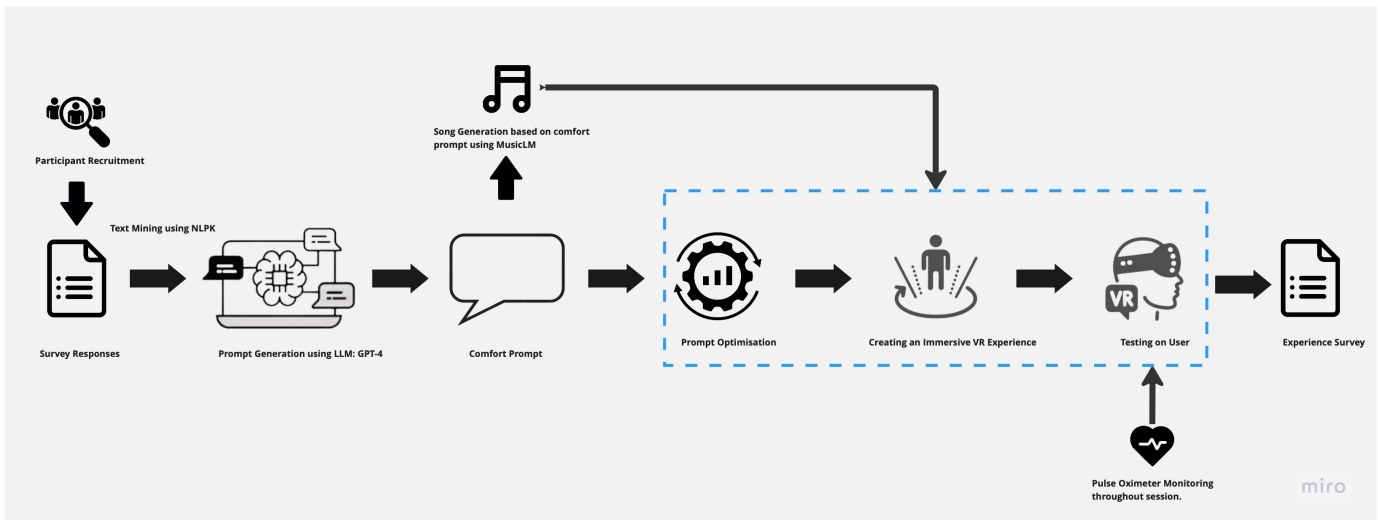 Participant Recruitment
Song Generation based on comfort
prompt using MusicLM
Text Mining using NLPK
Survey Responses
Prompt Generation using LLM: GPT-4
Comfort Prompt
Prompt Optimisation
Creating an Immersive VR Experience
VR
Testing on User
Experience Survey
Pulse Oximeter Monitoring
throughout session.
miro